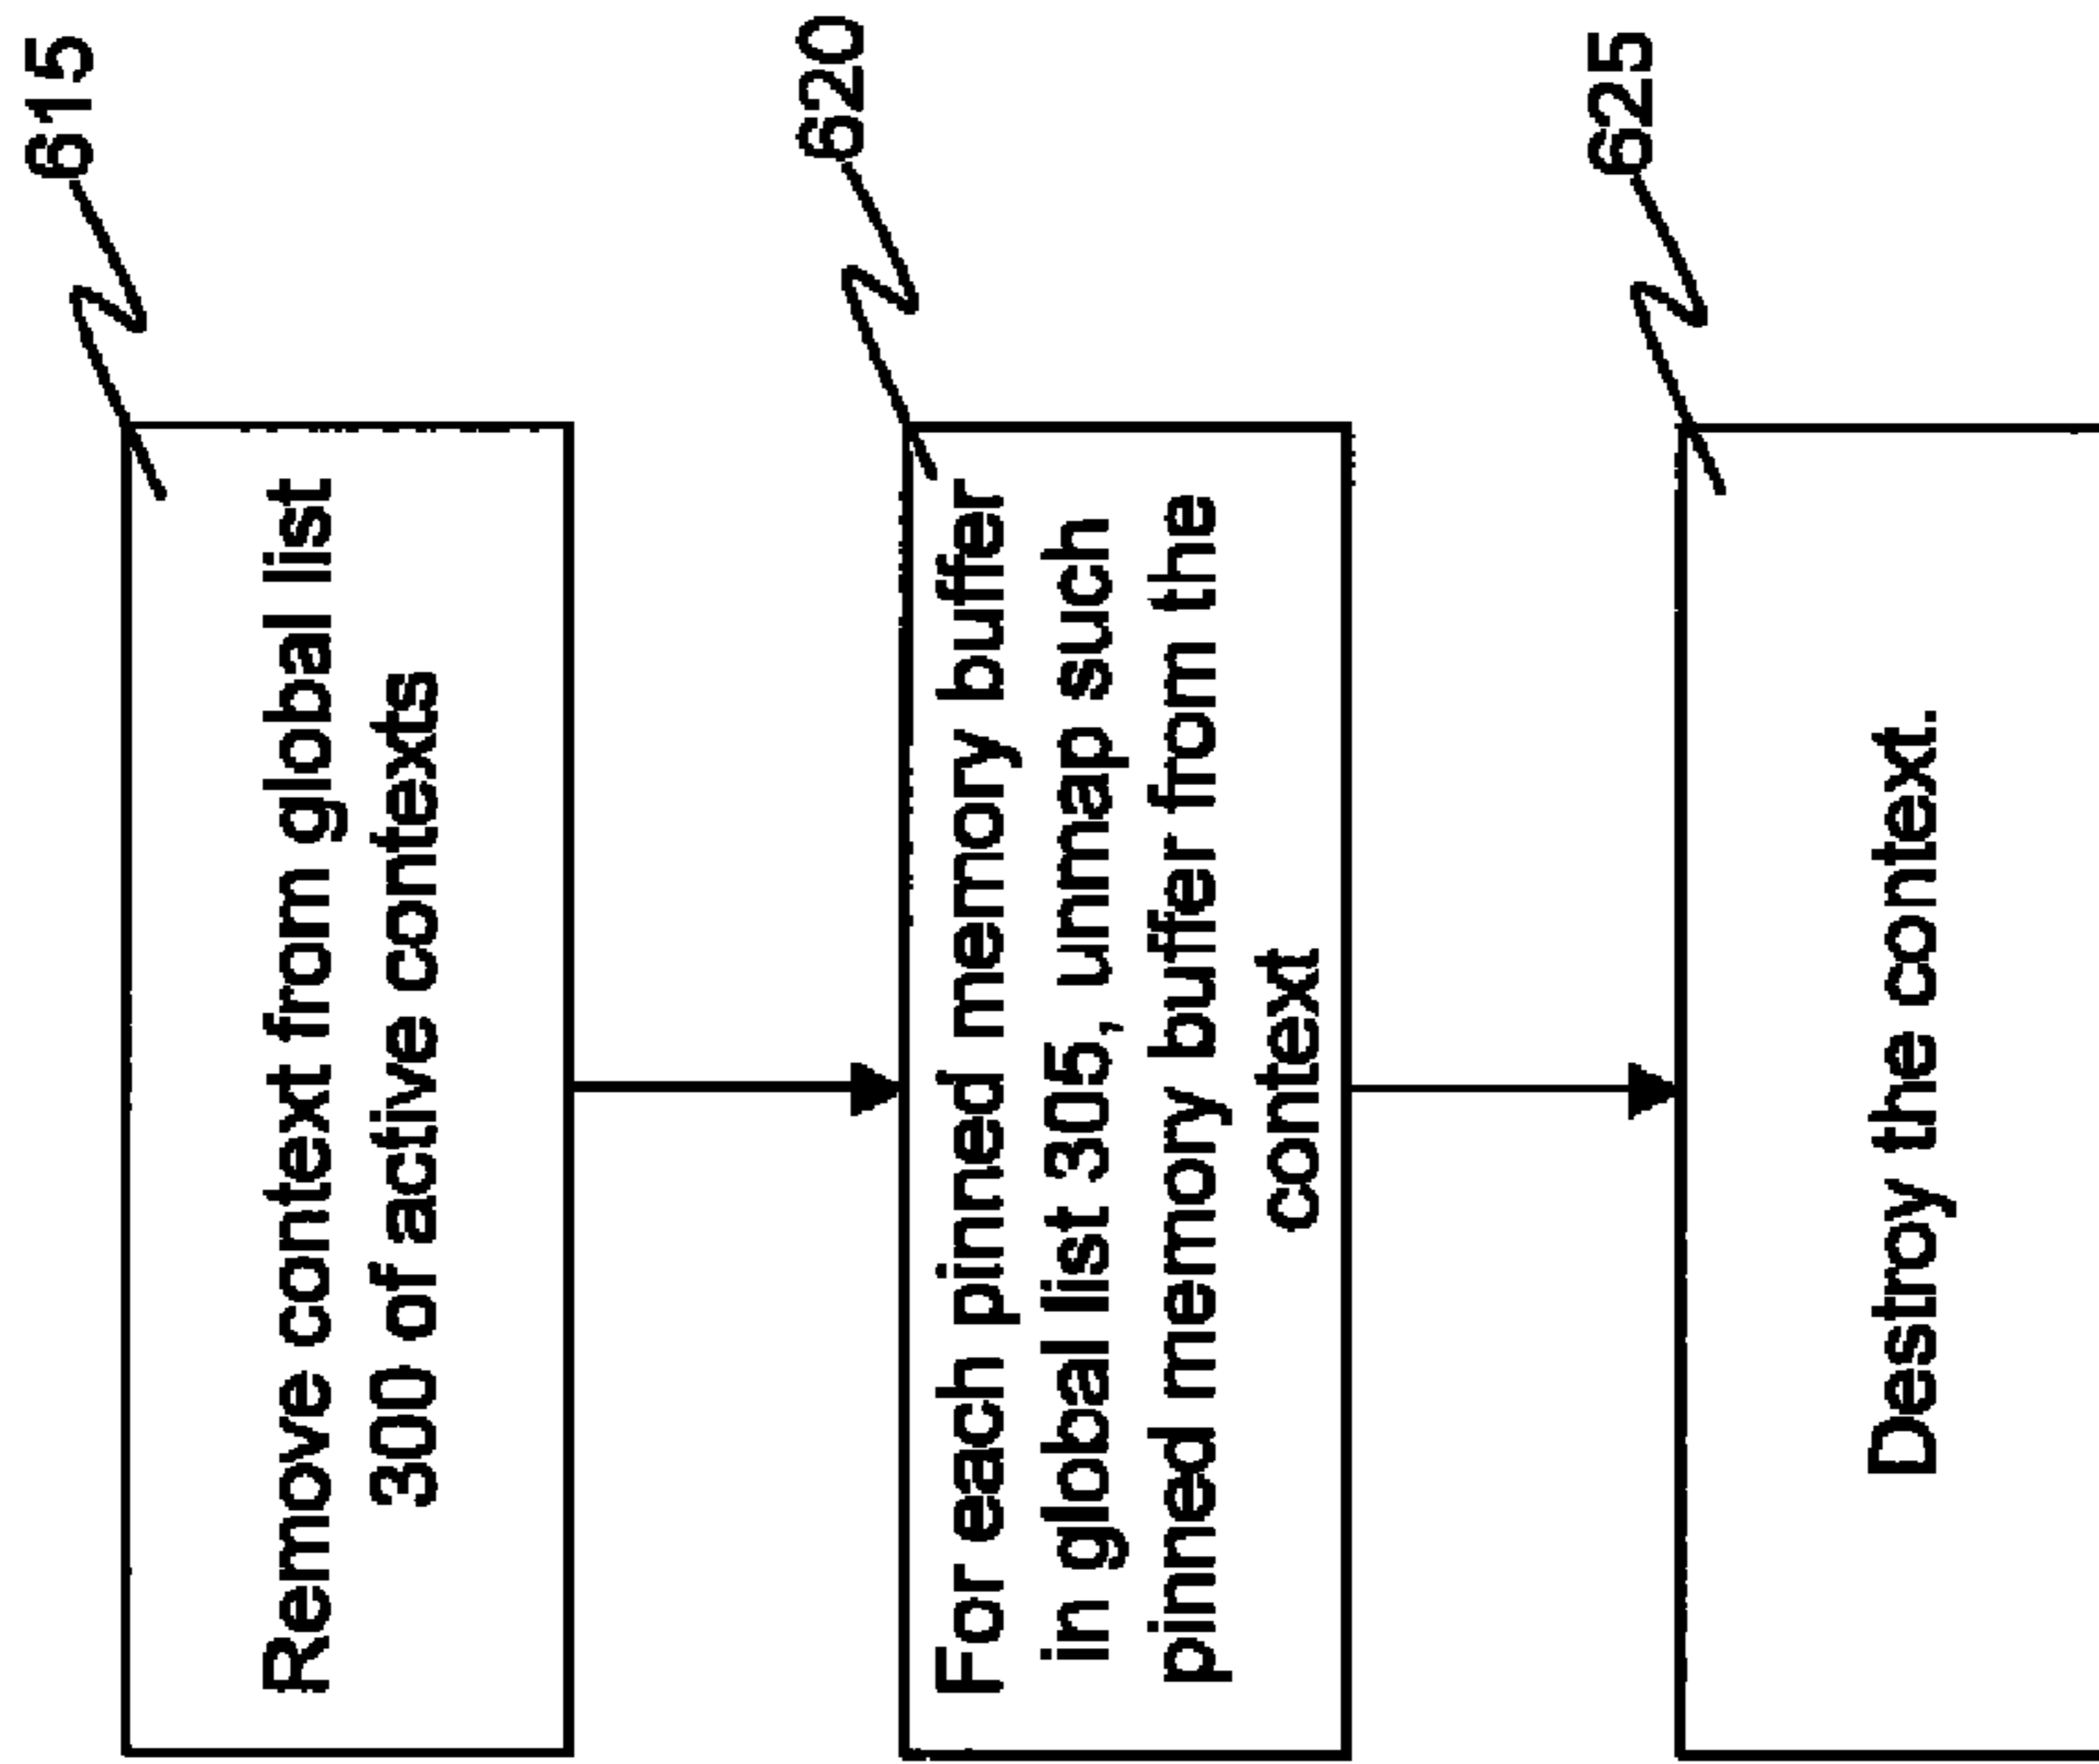 615
Remove context from global list
300 of active contexts
620
For each pinned memory buffer
in global list 305, unmap such
pinned memory buffer from the
context
625
Destroy the context.